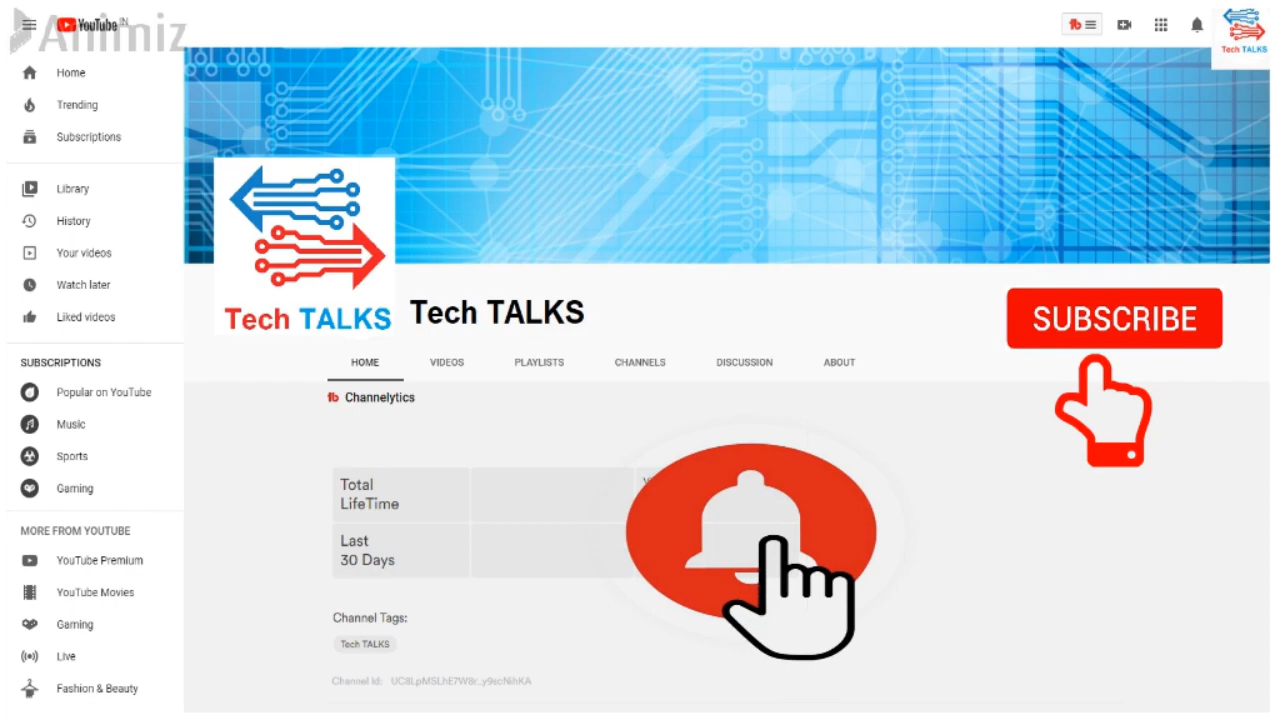 Animiz
YouTube IN
Tech TALKS
Home
Trending
Subscriptions
Library
History
Your videos
Watch later
Liked videos
SUBSCRIPTIONS
Popular on YouTube
Music
Sports
Gaming
MORE FROM YOUTUBE
YouTube Premium
YouTube Movies
Gaming
Live
Fashion & Beauty
Tech TALKS
Tech TALKS
SUBSCRIBE
HOME VIDEOS PLAYLISTS CHANNELS DISCUSSION ABOUT
Channelytics
Total
LifeTime
Last
30 Days
Channel Tags:
Tech TALKS
Channel Id: